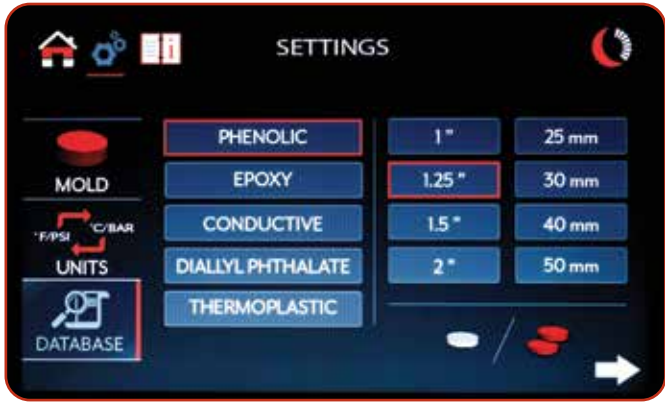 SETTINGS
MOLD
°F/PSI °C/BAR
UNITS
DATABASE
PHENOLIC
EPOXY
CONDUCTIVE
DIALLYL PHTHALATE
THERMOPLASTIC
1 " 25 mm
1.25 " 30 mm
1.5 " 40 mm
2 " 50 mm